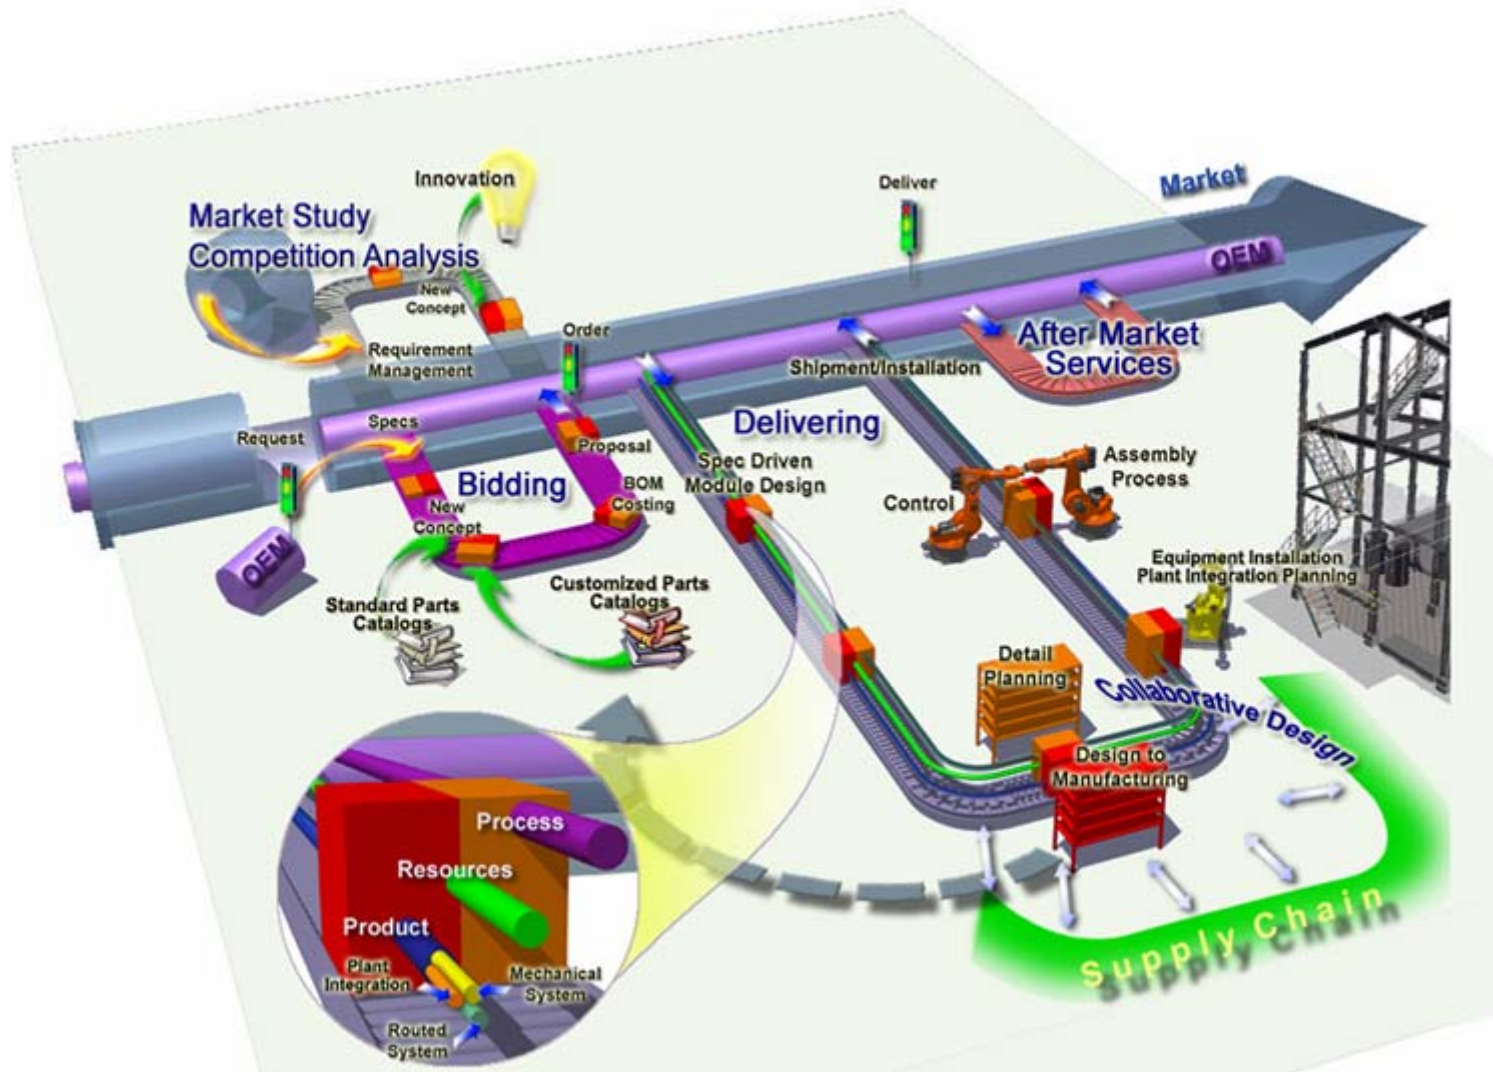 Innovation
Market Study
Competition Analysis
New
Concept
Requirement
Management
Deliver
Market
OEM
Order
After Market
Services
Shipment/Installation
Request
Specs
Bidding
Proposal
BOM
Costing
New
Concept
OEM
Standard Parts
Catalogs
Customized Parts
Catalogs
Delivering
Spec Driven
Module Design
Control
Assembly
Process
Equipment Installation
Plant Integration Planning
Detail
Planning
Collaborative Design
Design to
Manufacturing
Supply Chain
Process
Resources
Product
Plant
Integration
Mechanical
System
Routed
System